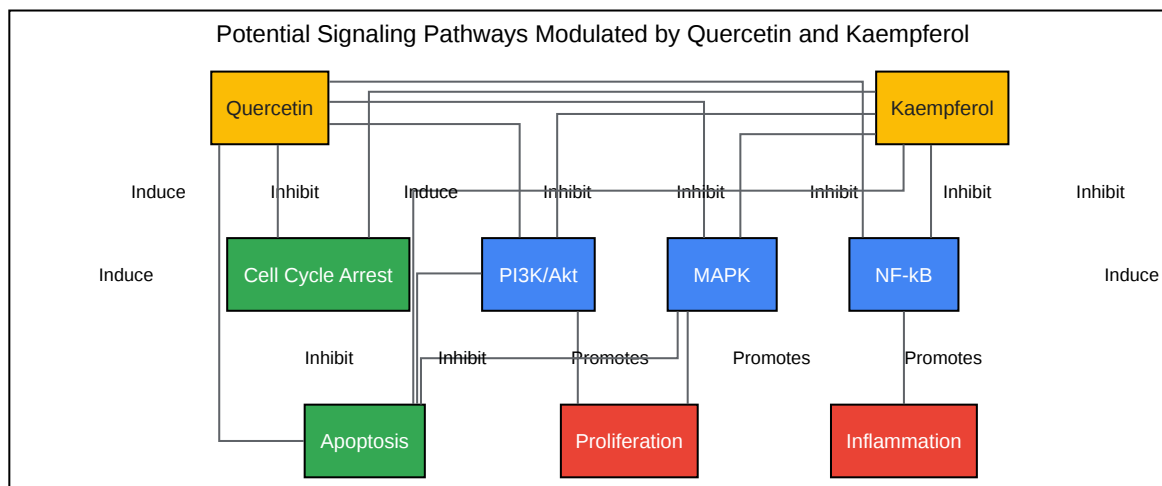 Potential Signaling Pathways Modulated by Quercetin and Kaempferol
Quercetin
Kaempferol
Induce
Inhibit
Induce
Inhibit
Inhibit
Inhibit
Inhibit
Inhibit
Induce
Cell Cycle Arrest
PI3K/Akt
MAPK
NF-kB
Induce
Inhibit
Inhibit
Promotes
Promotes
Promotes
Apoptosis
Proliferation
Inflammation